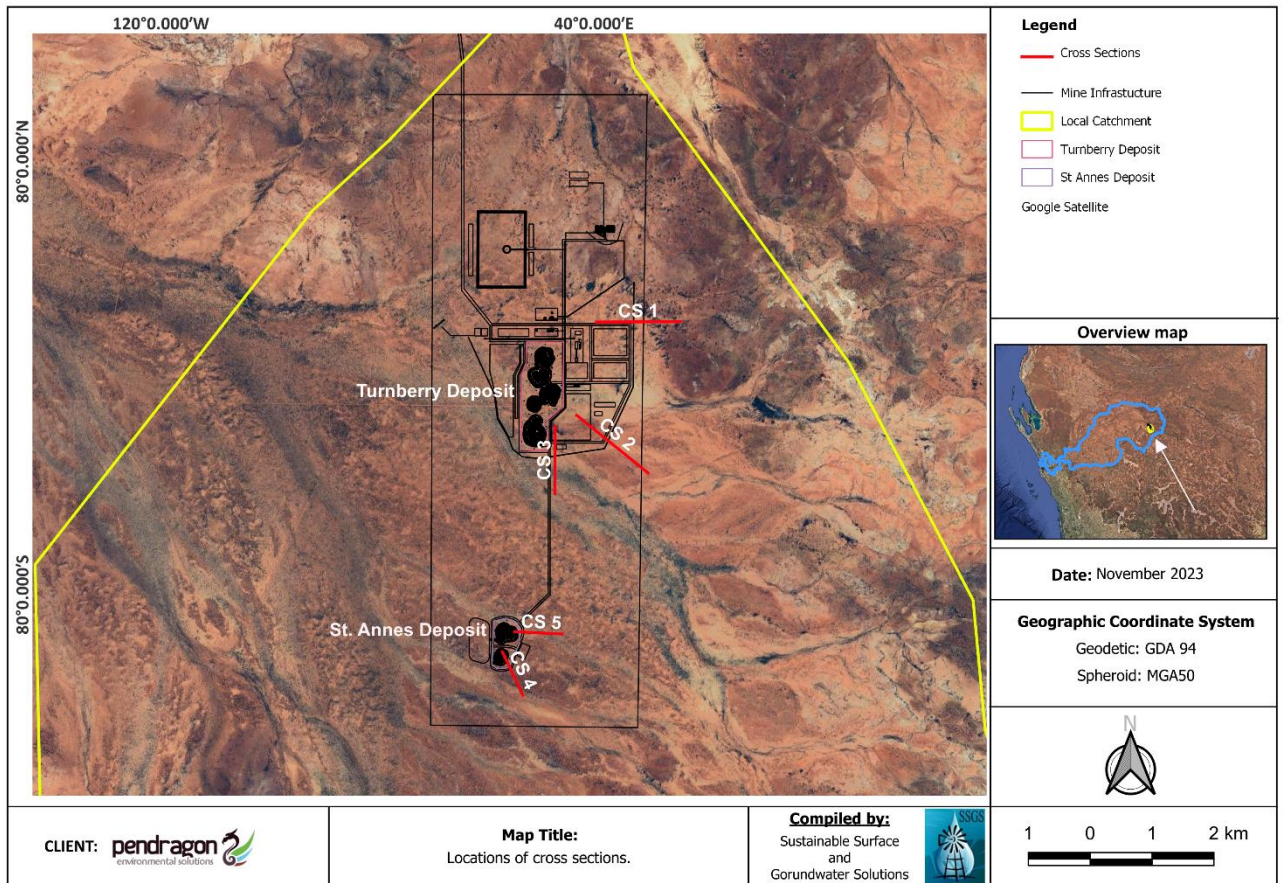 120°0.000'W
40°0.000'E
80°0.000'N
80°0.000'S
CS 1
Turnberry Deposit
CS 2
CS 3
St. Annes Deposit
CS 5
CS 4
Legend
Cross Sections
Mine Infrastucture
Local Catchment
Turnberry Deposit
St Annes Deposit
Google Satellite
Overview map
Date: November 2023
Geographic Coordinate System
Geodetic: GDA 94
Spheroid: MGA50
N
1 0 1 2 km
CLIENT: pendragon
environmental solutions
Map Title:
Locations of cross sections.
Compiled by:
Sustainable Surface
and
Gorundwater Solutions
SSGS